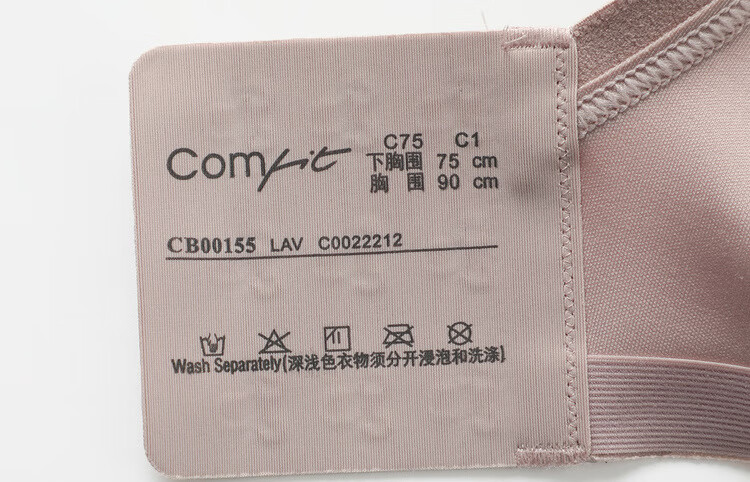 C75 C1
Comfit
下胸围 75 cm
胸 围 90 cm
CB00155 LAV C0022212
Wash Separately(深浅色衣物须分开浸泡和洗涤)